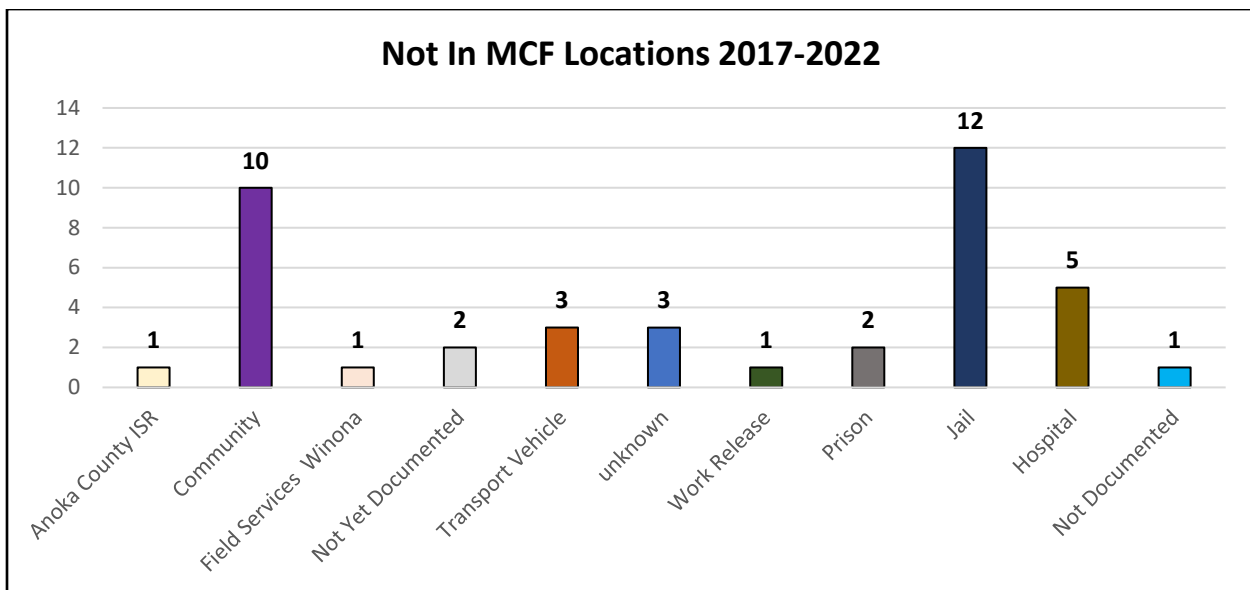 Not In MCF Locations 2017-2022
14
12
10
8
6
4
2
0
1
10
1
2
3
3
1
2
12
5
1
Anoka County ISR
Community
Field Services Winona
Not Yet Documented
Transport Vehicle
unknown
Work Release
Prison
Jail
Hospital
Not Documented